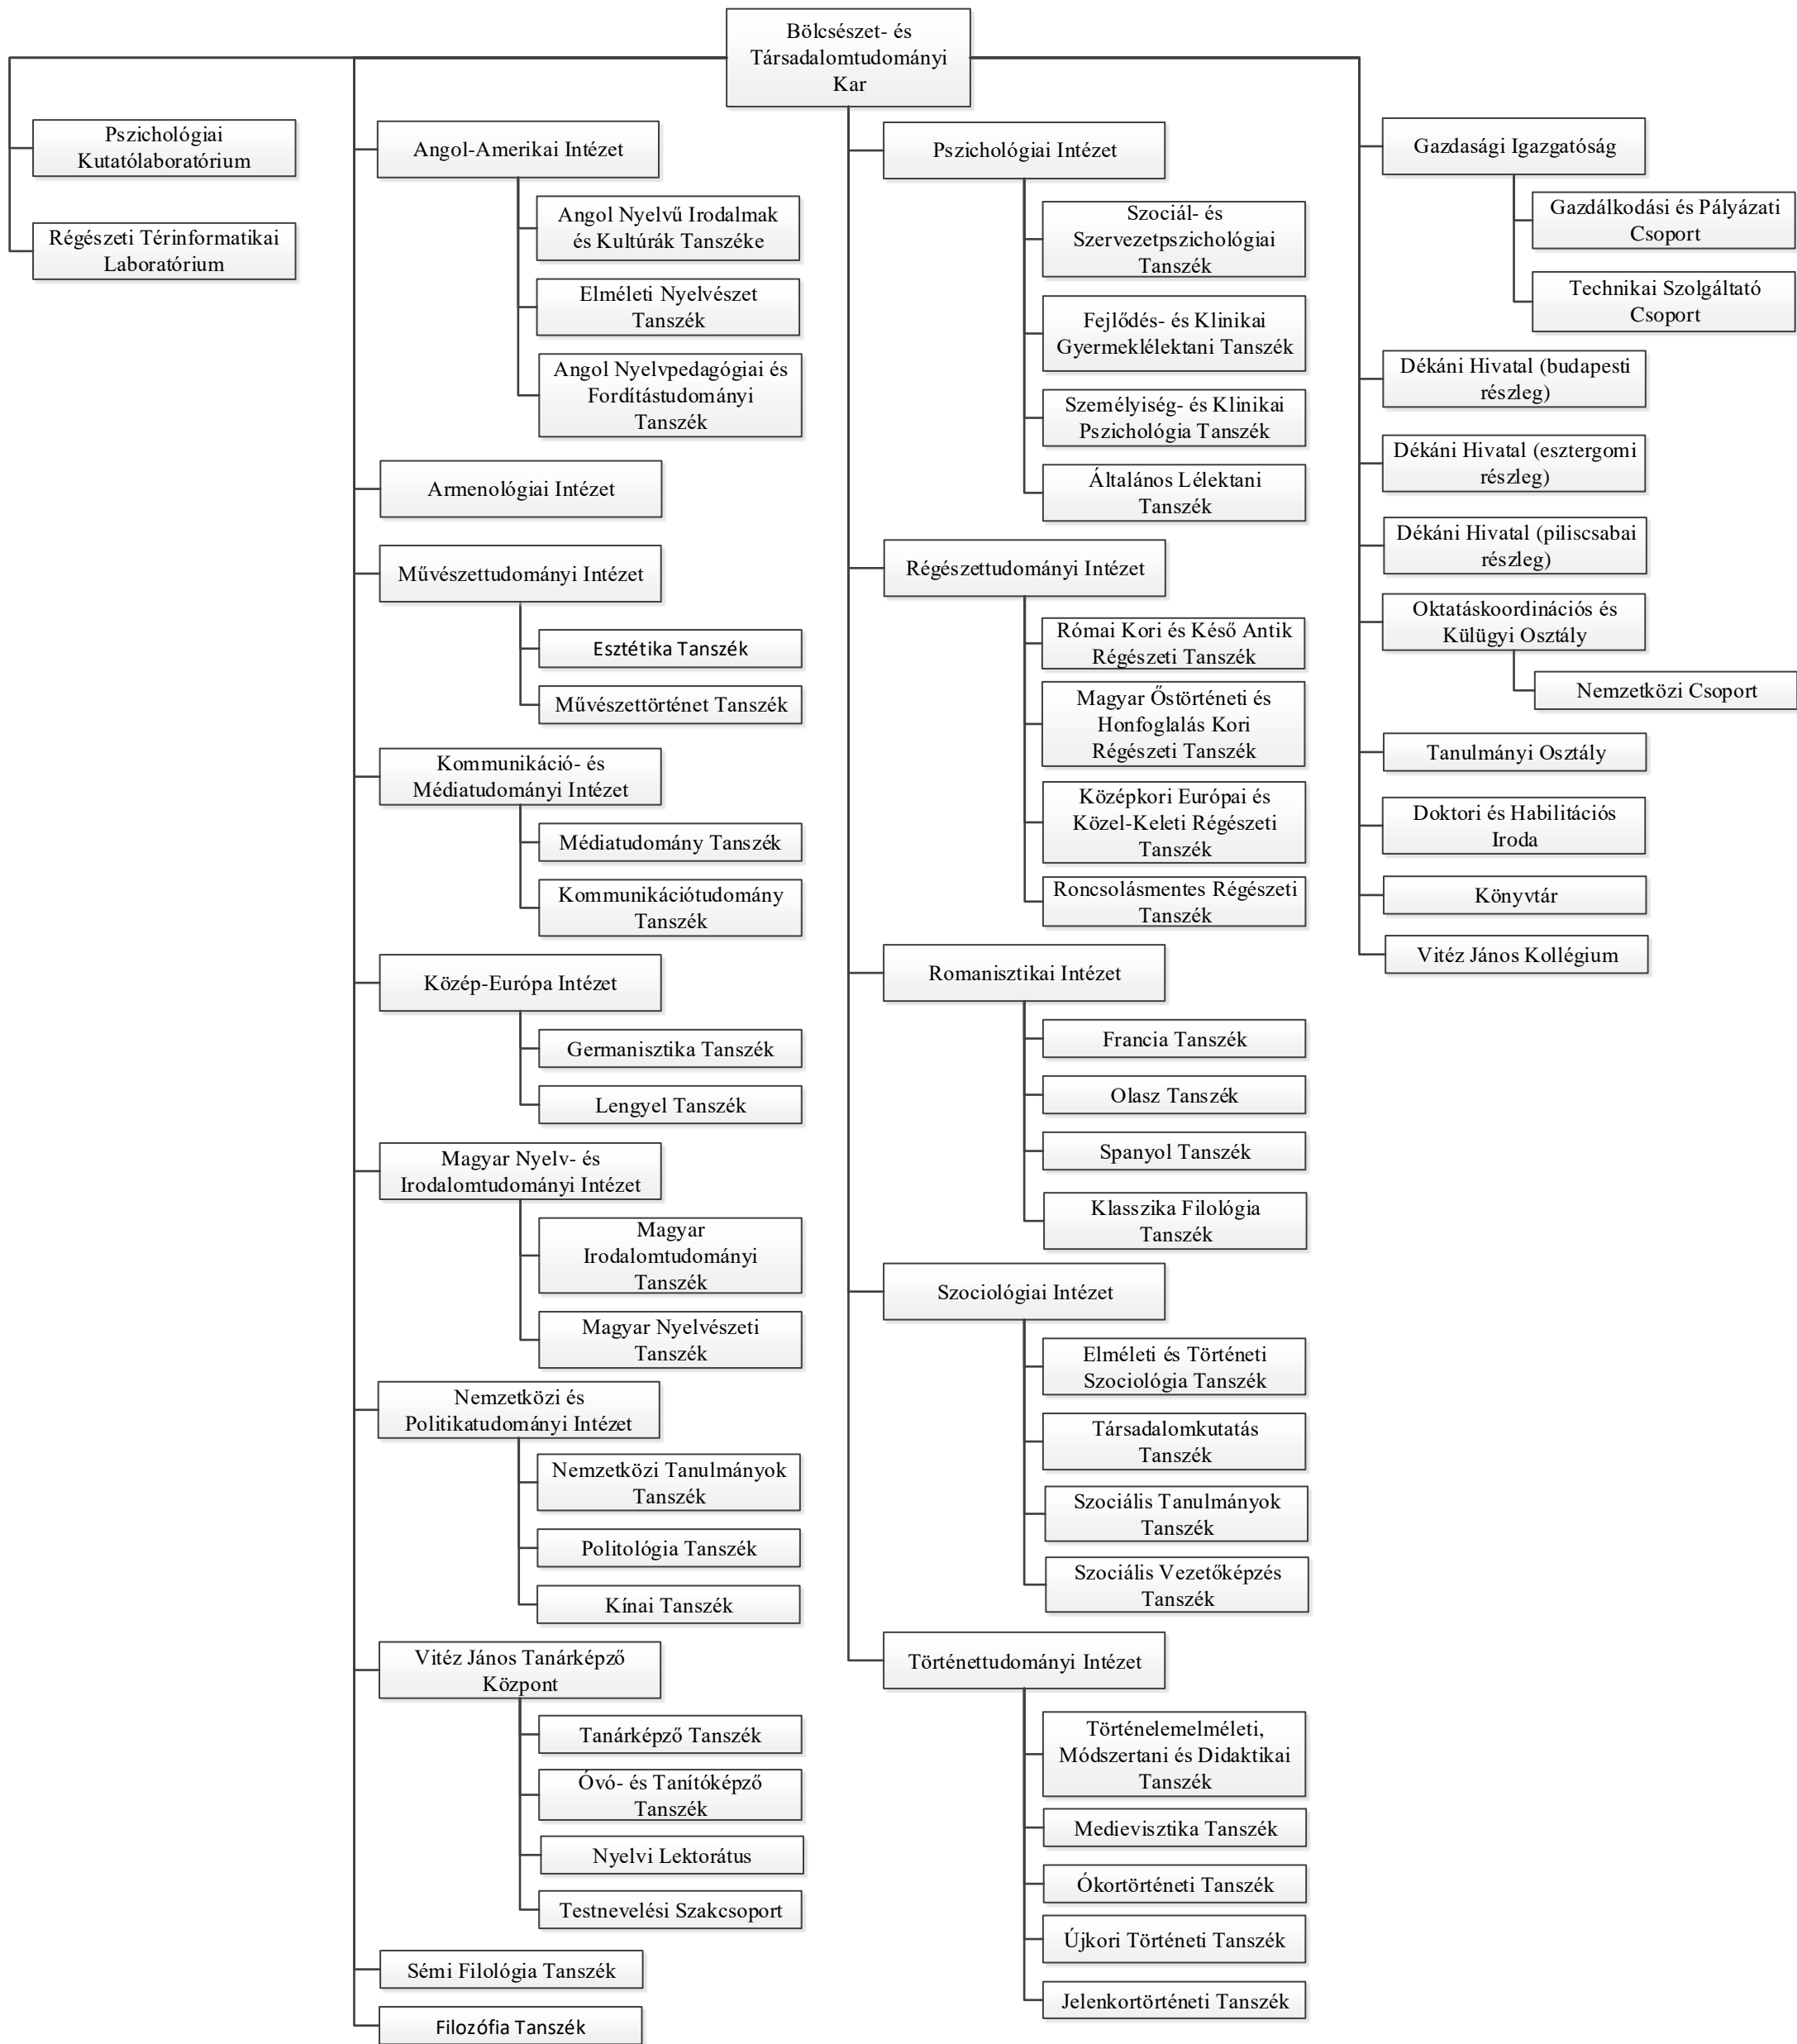 Bölcsészet- és
Társadalomtudományi
Kar
Pszichológiai
Kutatólaboratórium
Régészeti Térinformatikai
Laboratórium
Angol-Amerikai Intézet
Angol Nyelvű Irodalmak
és Kultúrák Tanszéke
Elméleti Nyelvészet
Tanszék
Angol Nyelvpedagógiai és
Fordítástudományi
Tanszék
Armenológiai Intézet
Művészettudományi Intézet
Esztétika Tanszék
Művészettörténet Tanszék
Kommunikáció- és
Médiatudományi Intézet
Médiatudomány Tanszék
Kommunikációtudomány
Tanszék
Közép-Európa Intézet
Germanisztika Tanszék
Lengyel Tanszék
Magyar Nyelv- és
Irodalomtudományi Intézet
Magyar
Irodalomtudományi
Tanszék
Magyar Nyelvészeti
Tanszék
Nemzetközi és
Politikatudományi Intézet
Nemzetközi Tanulmányok
Tanszék
Politológia Tanszék
Kínai Tanszék
Vitéz János Tanárképző
Központ
Tanárképző Tanszék
Óvó- és Tanítóképző
Tanszék
Nyelvi Lektorátus
Testnevelési Szakcsoport
Sémi Filológia Tanszék
Filozófia Tanszék
Pszichológiai Intézet
Szociál- és
Szervezetpszichológiai
Tanszék
Fejlődés- és Klinikai
Gyermeklélektani Tanszék
Személyiség- és Klinikai
Pszichológia Tanszék
Általános Lélektani
Tanszék
Régészettudományi Intézet
Római Kori és Késő Antik
Régészeti Tanszék
Magyar Őstörténeti és
Honfoglalás Kori
Régészeti Tanszék
Középkori Európai és
Közel-Keleti Régészeti
Tanszék
Roncsolásmentes Régészeti
Tanszék
Romanisztikai Intézet
Francia Tanszék
Olasz Tanszék
Spanyol Tanszék
Klasszika Filológia
Tanszék
Szociológiai Intézet
Elméleti és Történeti
Szociológia Tanszék
Társadalomkutatás
Tanszék
Szociális Tanulmányok
Tanszék
Szociális Vezetőképzés
Tanszék
Történettudományi Intézet
Történelemelméleti,
Módszertani és Didaktikai
Tanszék
Medievisztika Tanszék
Ókortörténeti Tanszék
Újkori Történeti Tanszék
Jelenkortörténeti Tanszék
Gazdasági Igazgatóság
Gazdálkodási és Pályázati
Csoport
Technikai Szolgáltató
Csoport
Dékáni Hivatal (budapesti
részleg)
Dékáni Hivatal (esztergomi
részleg)
Dékáni Hivatal (piliscsabai
részleg)
Oktatáskoordinációs és
Külügyi Osztály
Nemzetközi Csoport
Tanulmányi Osztály
Doktori és Habilitációs
Iroda
Könyvtár
Vitéz János Kollégium